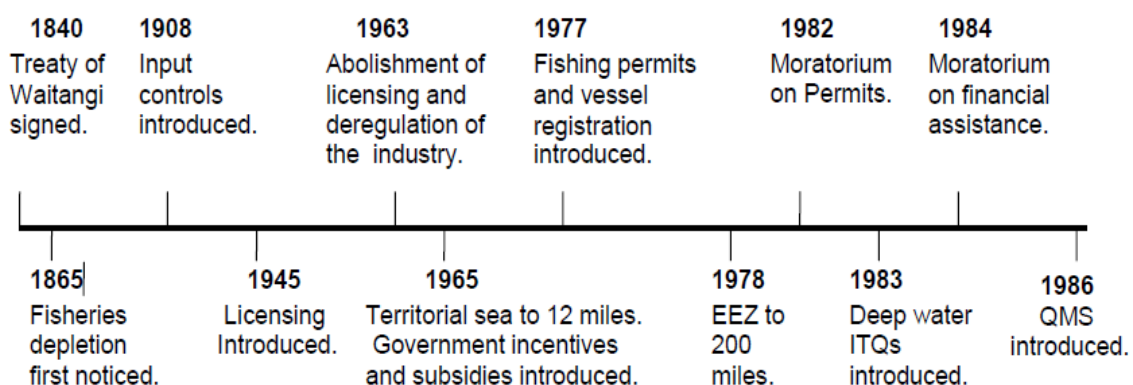 1840
Treaty of
Waitangi
signed.
1908
Input
controls
introduced.
1963
Abolishment of
licensing and
deregulation of
the industry.
1977
Fishing permits
and vessel
registration
introduced.
1982
Moratorium
on Permits.
1984
Moratorium
on financial
assistance.
1865
Fisheries
depletion
first noticed.
1945
Licensing
Introduced.
1965
Territorial sea to 12 miles.
Government incentives
and subsidies introduced.
1978
EEZ to
200
miles.
1983
Deep water
ITQs
introduced.
1986
QMS
introduced.